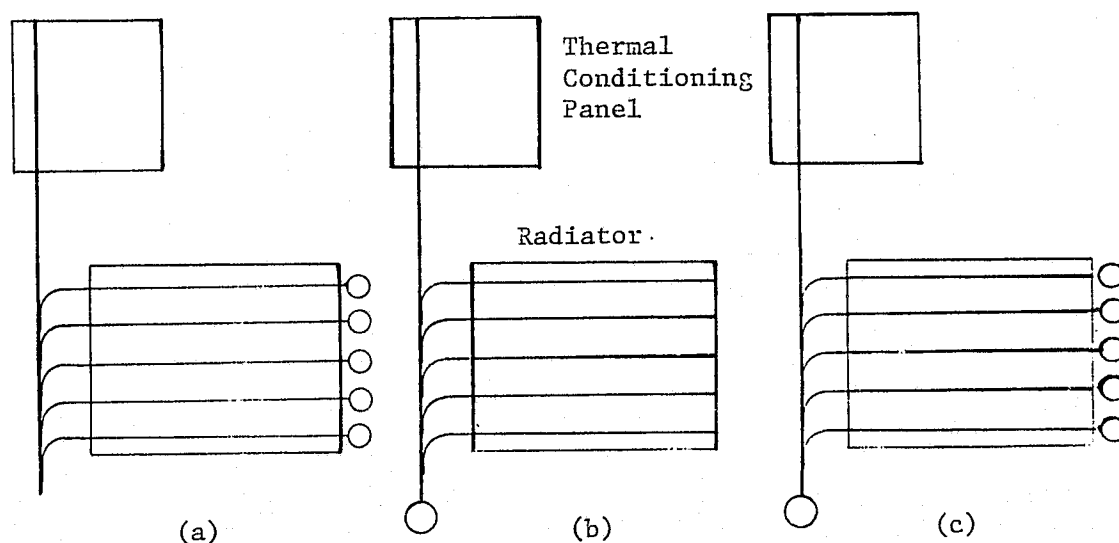 Thermal
Conditioning
Panel
Radiator
(a)
(b)
(c)